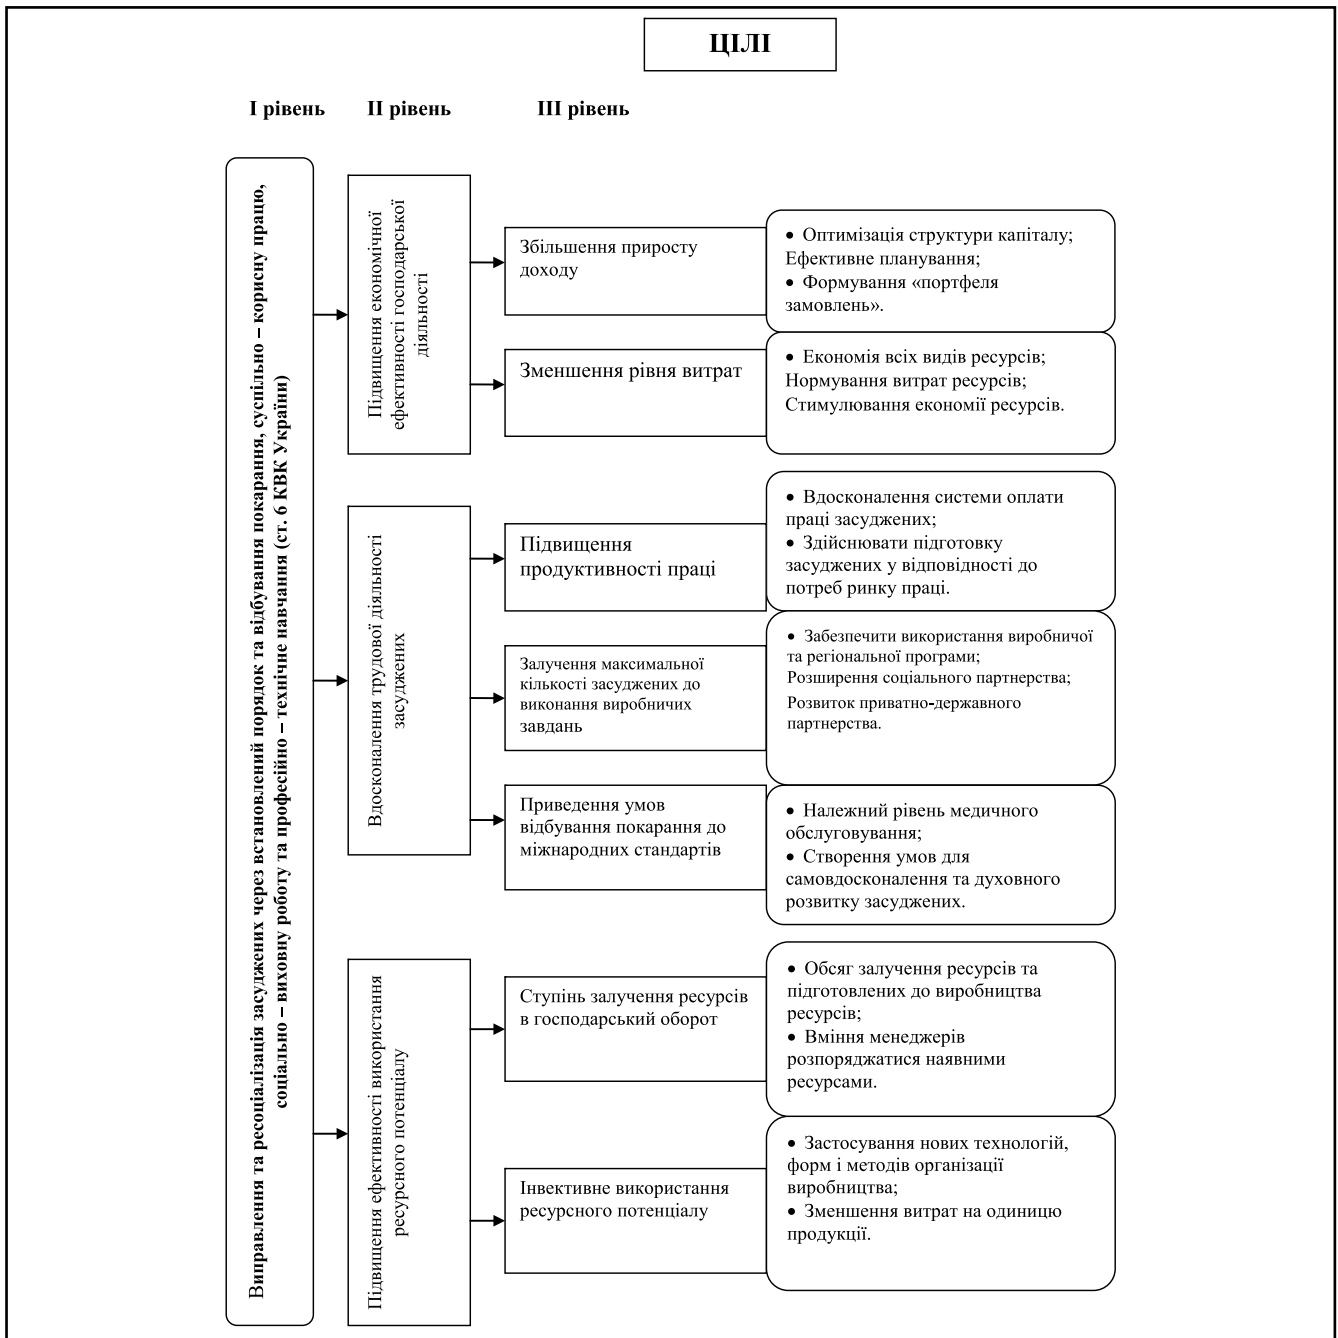 ЦІЛІ
І рівень
ІІ рівень
ІІІ рівень
Виправлення та ресоціалізація засуджених через встановлений порядок та відбування покарання, суспільно – корисну працю,
соціально – виховну роботу та професійно – технічне навчання (ст. 6 КВК України)
Підвищення економічної
ефективності господарської
діяльності
Збільшення приросту
доходу
• Оптимізація структури капіталу;
Ефективне планування;
• Формування «портфеля
замовлень».
Зменшення рівня витрат
• Економія всіх видів ресурсів;
Нормування витрат ресурсів;
Стимулювання економії ресурсів.
Вдосконалення трудової діяльності
засуджених
Підвищення
продуктивності праці
• Вдосконалення системи оплати
праці засуджених;
• Здійснювати підготовку
засуджених у відповідності до
потреб ринку праці.
Залучення максимальної
кількості засуджених до
виконання виробничих
завдань
• Забезпечити використання виробничої
та регіональної програми;
Розширення соціального партнерства;
Розвиток приватно-державного
партнерства.
Приведення умов
відбування покарання до
міжнародних стандартів
• Належний рівень медичного
обслуговування;
• Створення умов для
самовдосконалення та духовного
розвитку засуджених.
Підвищення ефективності використання
ресурсного потенціалу
Ступінь залучення ресурсів
в господарський оборот
• Обсяг залучення ресурсів та
підготовлених до виробництва
ресурсів;
• Вміння менеджерів
розпоряджатися наявними
ресурсами.
Інвективне використання
ресурсного потенціалу
• Застосування нових технологій,
форм і методів організації
виробництва;
• Зменшення витрат на одиницю
продукції.